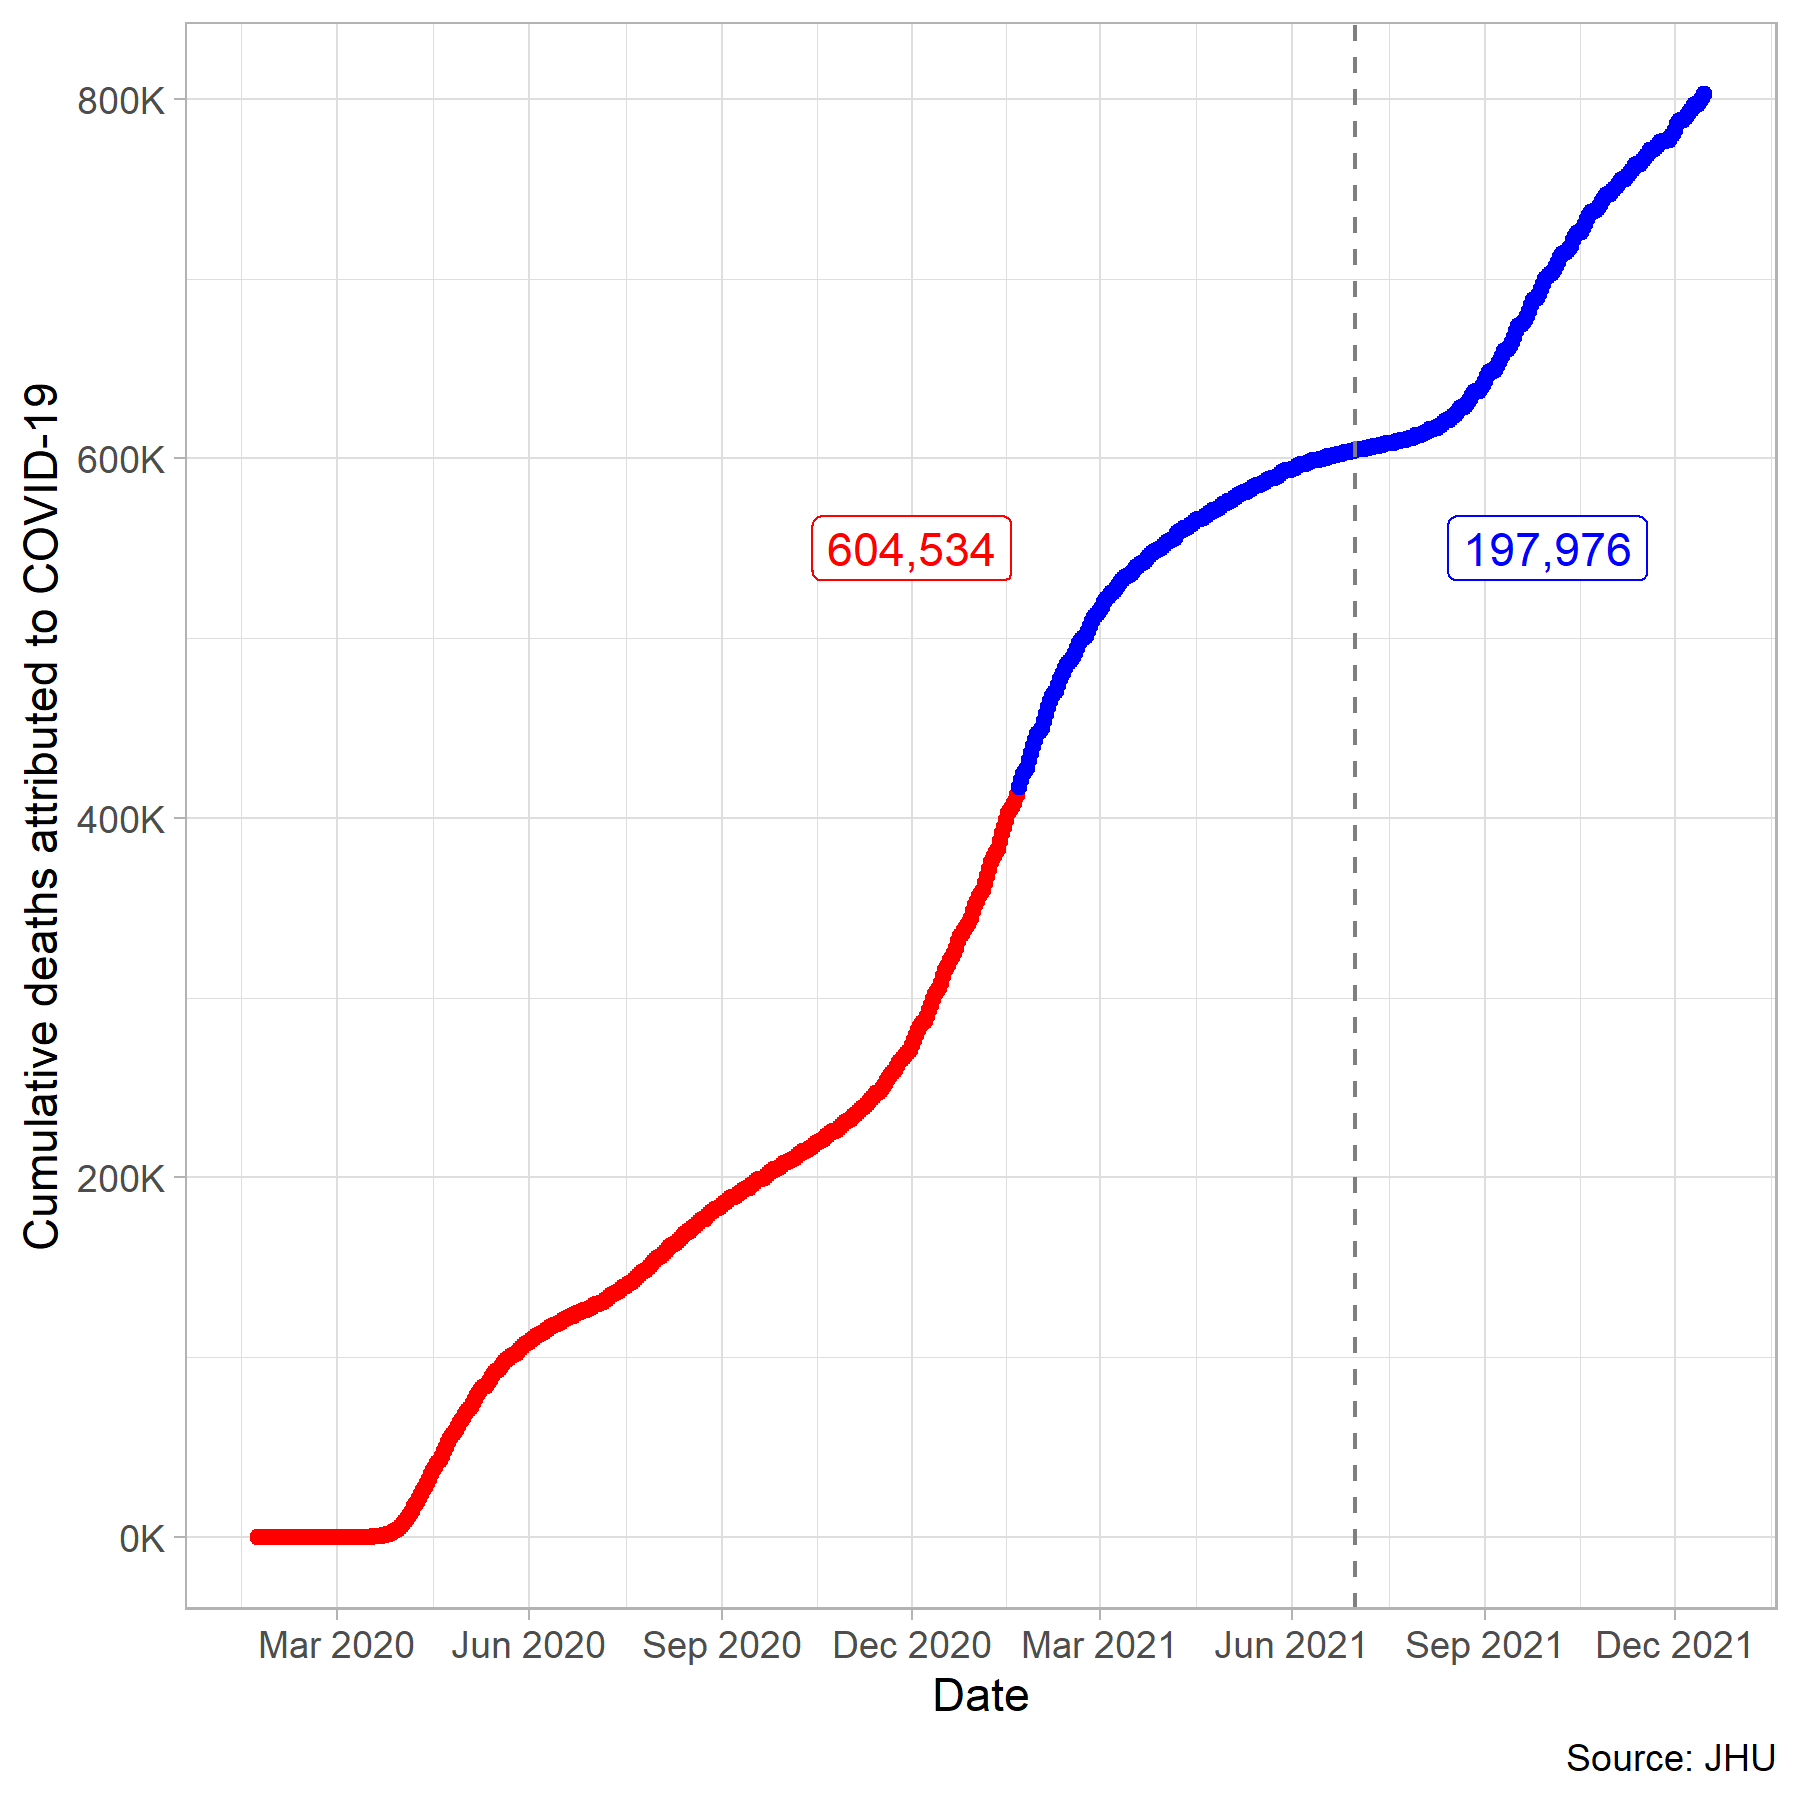 Cumulative deaths attributed to COVID-19
800K
600K
400K
200K
0K
604,534
197,976
Mar 2020 Jun 2020 Sep 2020 Dec 2020 Mar 2021 Jun 2021 Sep 2021 Dec 2021
Date
Source: JHU